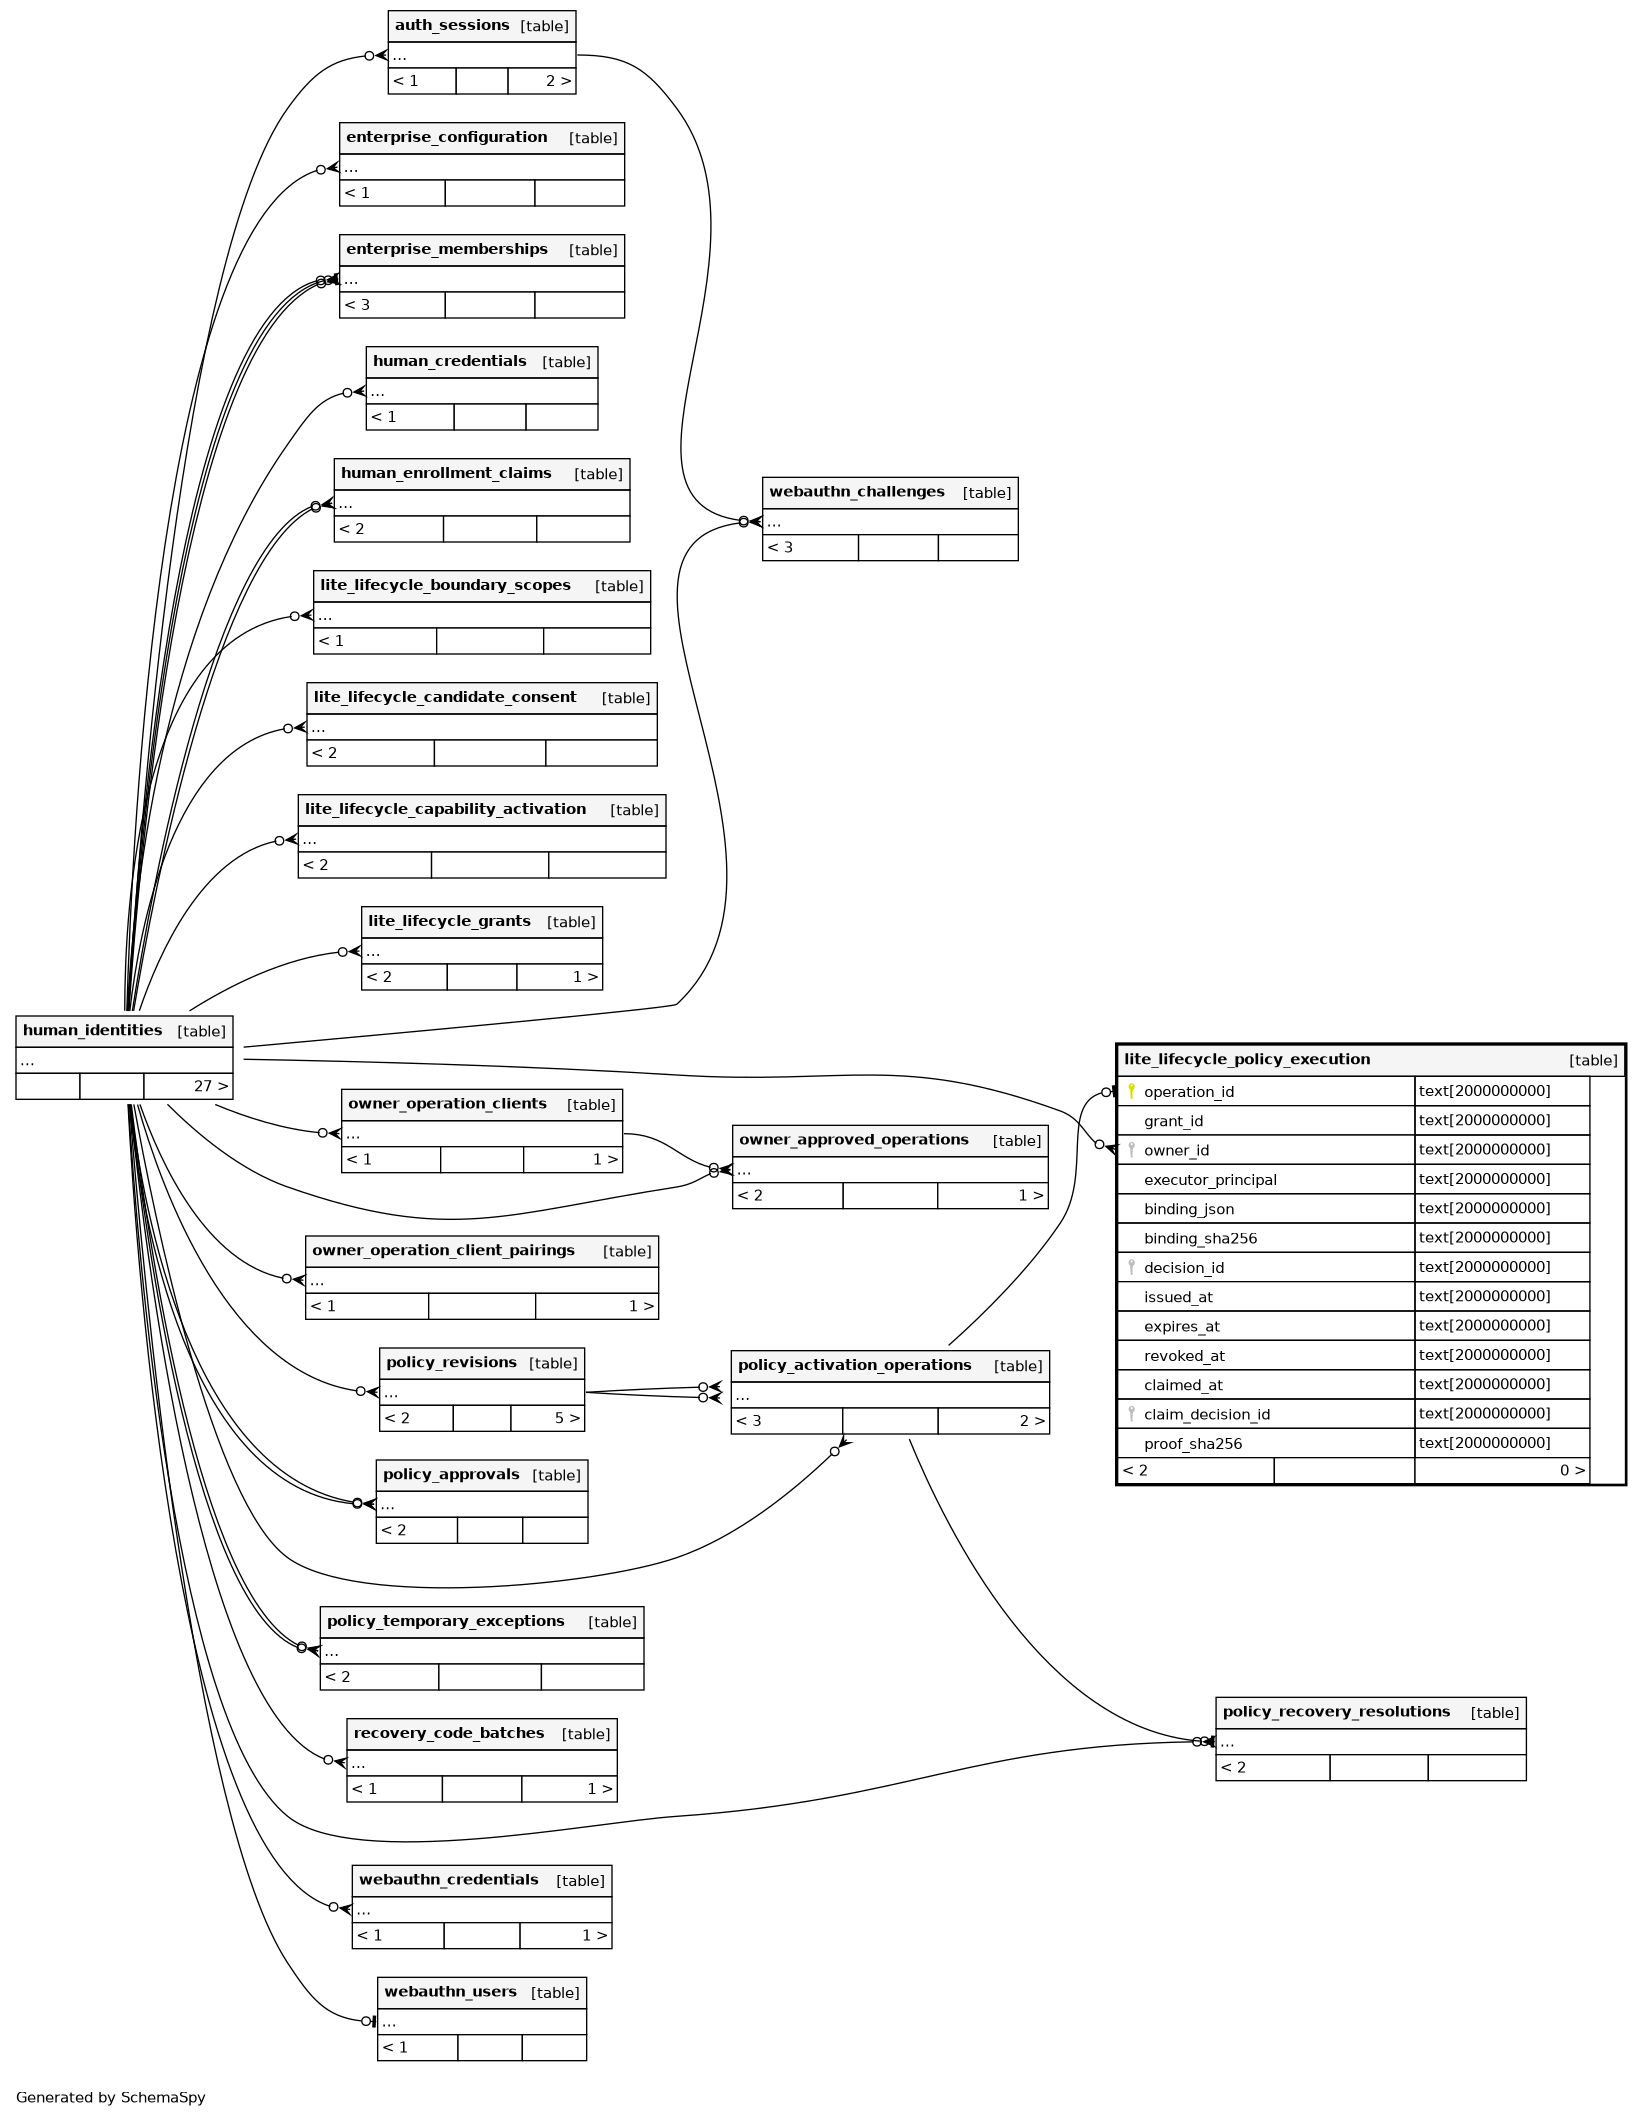 auth_sessions [table]
...
< 1 2 >
enterprise_configuration [table]
...
< 1
enterprise_memberships [table]
...
< 3
human_credentials [table]
...
< 1
human_enrollment_claims [table]
...
< 2
webauthn_challenges [table]
...
< 3
lite_lifecycle_boundary_scopes [table]
...
< 1
lite_lifecycle_candidate_consent [table]
...
< 2
lite_lifecycle_capability_activation [table]
...
< 2
lite_lifecycle_grants [table]
...
< 2 1 >
human_identities [table]
...
27 >
owner_operation_clients [table]
...
< 1 1 >
owner_approved_operations [table]
...
< 2 1 >
lite_lifecycle_policy_execution [table]
operation_id text[2000000000]
grant_id text[2000000000]
owner_id text[2000000000]
executor_principal text[2000000000]
binding_json text[2000000000]
binding_sha256 text[2000000000]
decision_id text[2000000000]
issued_at text[2000000000]
expires_at text[2000000000]
revoked_at text[2000000000]
claimed_at text[2000000000]
claim_decision_id text[2000000000]
proof_sha256 text[2000000000]
< 2 0 >
owner_operation_client_pairings [table]
...
< 1 1 >
policy_revisions [table]
...
< 2 5 >
policy_activation_operations [table]
...
< 3 2 >
policy_approvals [table]
...
< 2
policy_temporary_exceptions [table]
...
< 2
policy_recovery_resolutions [table]
...
< 2
recovery_code_batches [table]
...
< 1 1 >
webauthn_credentials [table]
...
< 1 1 >
webauthn_users [table]
...
< 1
Generated by SchemaSpy